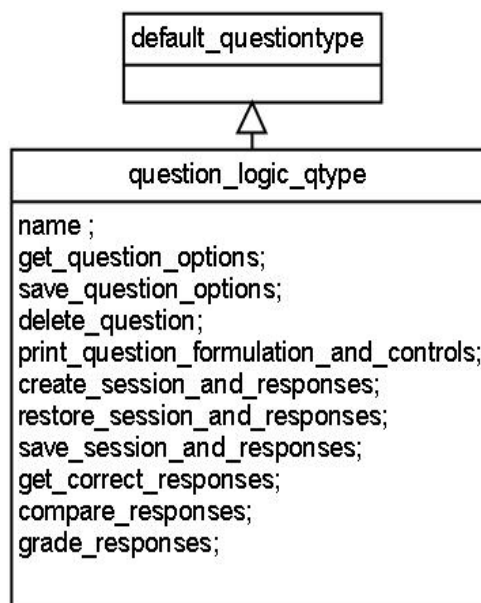 default_questiontype
question_logic_qtype
name ;
get_question_options;
save_question_options;
delete_question;
print_question_formulation_and_controls;
create_session_and_responses;
restore_session_and_responses;
save_session_and_responses;
get_correct_responses;
compare_responses;
grade_responses;